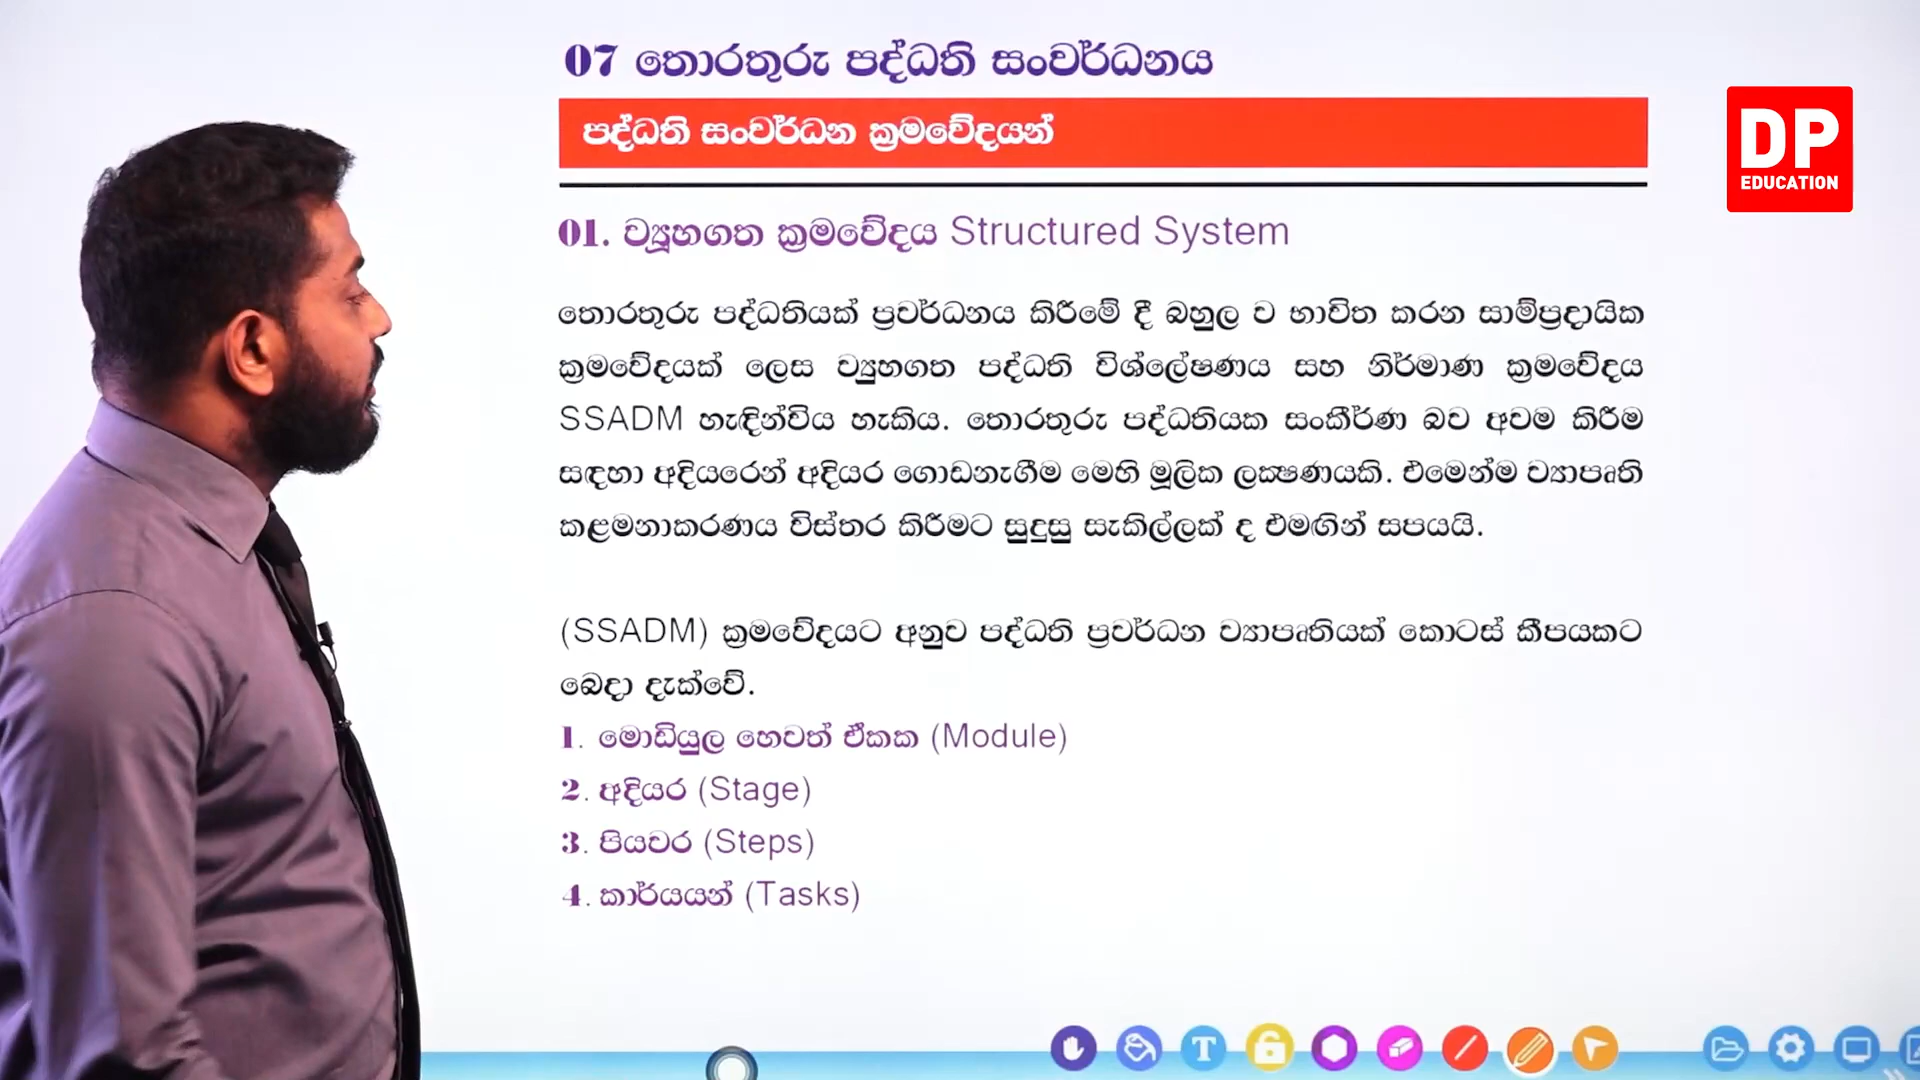 07 තොරතුරු පද්ධති සංවර්ධනය
පද්ධති සංවර්ධන ක්‍රමවේදයන්
DP
EDUCATION
01. ව්‍යූහගත ක්‍රමවේදය Structured System
තොරතුරු පද්ධතියක් ප්‍රවර්ධනය කිරීමේ දී බහුල ව භාවිත කරන සාම්ප්‍රදායික
ක්‍රමවේදයක් ලෙස ව්‍යුහගත පද්ධති විශ්ලේෂණය සහ නිර්මාණ ක්‍රමවේදය
SSADM හැඳින්විය හැකිය. තොරතුරු පද්ධතියක සංකීර්ණ බව අවම කිරීම
සඳහා අදියරෙන් අදියර ගොඩනැගීම මෙහි මූලික ලක්‍ෂණයකි. එමෙන්ම ව්‍යාපෘති
කළමනාකරණය විස්තර කිරීමට සුදුසු සැකිල්ලක් ද එමඟින් සපයයි.
(SSADM) ක්‍රමවේදයට අනුව පද්ධති ප්‍රවර්ධන ව්‍යාපෘතියක් කොටස් කීපයකට
බෙදා දැක්වේ.
1. මොඩියුල හෙවත් ඒකක (Module)
2. අදියර (Stage)
3. පියවර (Steps)
4. කාර්යයන් (Tasks)